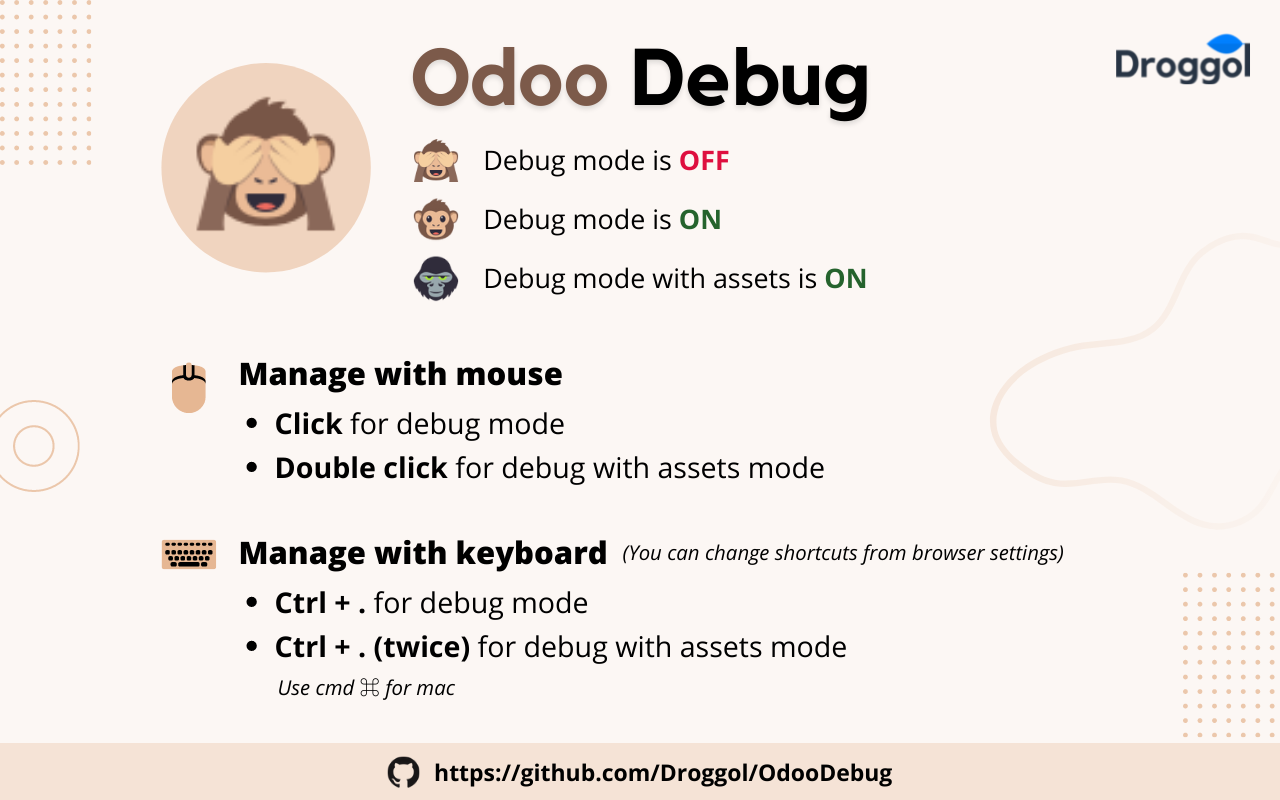 Odoo Debug
Droggol
Debug mode is OFF
Debug mode is ON
Debug mode with assets is ON
Manage with mouse
• Click for debug mode
• Double click for debug with assets mode
Manage with keyboard (You can change shortcuts from browser settings)
• Ctrl + . for debug mode
• Ctrl + . (twice) for debug with assets mode
Use cmd ⌘ for mac
https://github.com/Droggol/OdooDebug